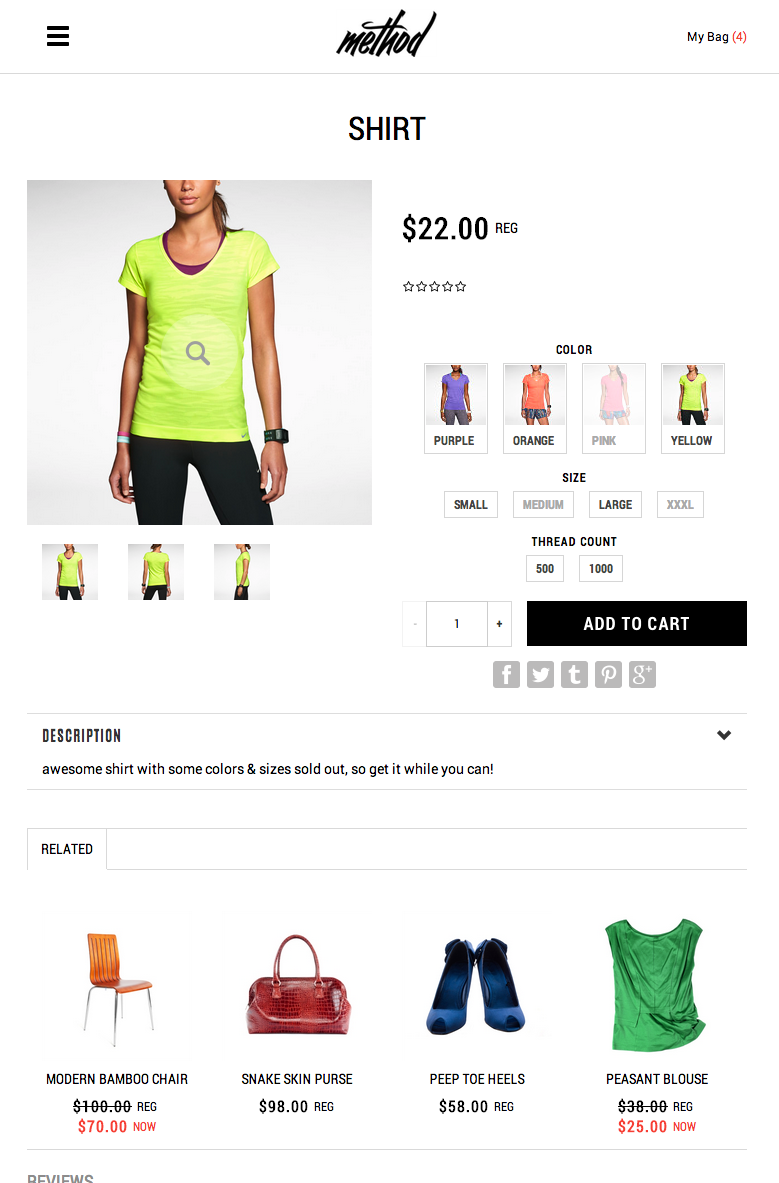 method
My Bag (4)
SHIRT
$22.00 REG
COLOR
PURPLE
ORANGE
PINK
YELLOW
SIZE
SMALL
MEDIUM
LARGE
XXXL
THREAD COUNT
500
1000
- 1 +
ADD TO CART
DESCRIPTION
awesome shirt with some colors & sizes sold out, so get it while you can!
RELATED
MODERN BAMBOO CHAIR
$100.00 REG
$70.00 NOW
SNAKE SKIN PURSE
$98.00 REG
PEEP TOE HEELS
$58.00 REG
PEASANT BLOUSE
$38.00 REG
$25.00 NOW
REVIEWS